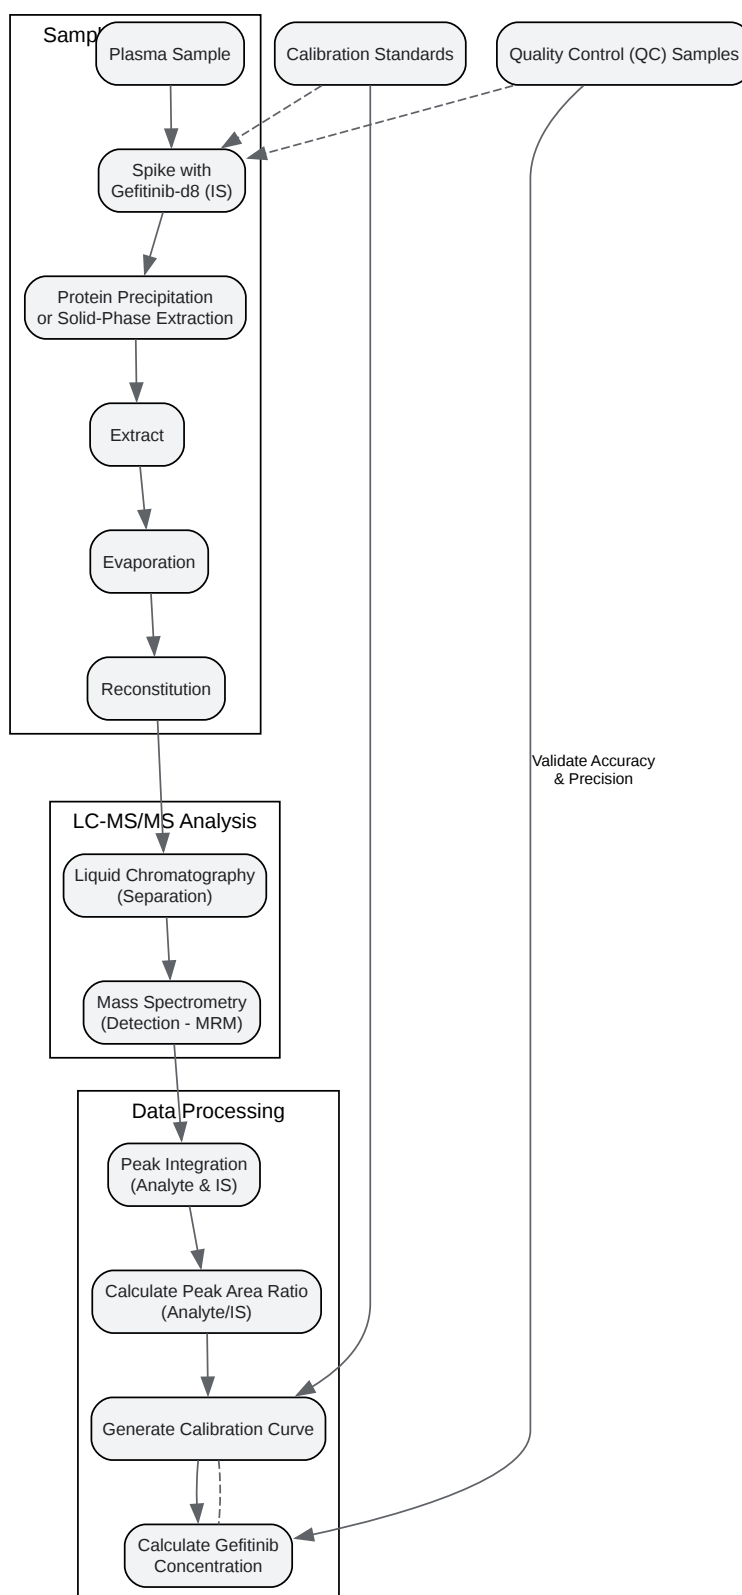 Plasma Sample
Calibration Standards
Quality Control (QC) Samples
Spike with
Gefitinib-d8 (IS)
Protein Precipitation
or Solid-Phase Extraction
Extract
Evaporation
Reconstitution
Validate Accuracy
& Precision
LC-MS/MS Analysis
Liquid Chromatography
(Separation)
Mass Spectrometry
(Detection - MRM)
Data Processing
Peak Integration
(Analyte & IS)
Calculate Peak Area Ratio
(Analyte/IS)
Generate Calibration Curve
Calculate Gefitinib
Concentration